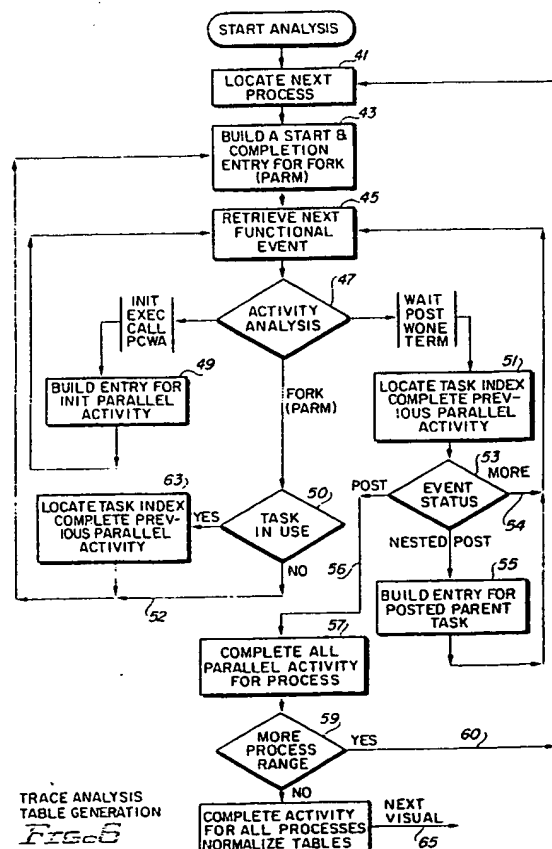 START ANALYSIS
41
LOCATE NEXT
PROCESS
43
BUILD A START &
COMPLETION
ENTRY FOR FORK
(PARM)
45
RETRIEVE NEXT
FUNCTIONAL
EVENT
47
ACTIVITY
ANALYSIS
INIT
EXEC
CALL
PCWA
WAIT
POST
WONE
TERM
49
BUILD ENTRY FOR
INIT PARALLEL
ACTIVITY
51
LOCATE TASK INDEX
COMPLETE PREV-
IOUS PARALLEL
ACTIVITY
FORK
(PARM)
53
EVENT
STATUS
MORE
54
POST
56
NESTED POST
63
LOCATE TASK INDEX
COMPLETE PREV-
IOUS PARALLEL
ACTIVITY
YES
50
TASK
IN USE
NO
52
55
BUILD ENTRY FOR
POSTED PARENT
TASK
57
COMPLETE ALL
PARALLEL ACTIVITY
FOR PROCESS
59
MORE
PROCESS
RANGE
YES
60
NO
COMPLETE ACTIVITY
FOR ALL PROCESSES
NORMALIZE TABLES
NEXT
VISUAL
65
TRACE ANALYSIS
TABLE GENERATION
FIG. 6